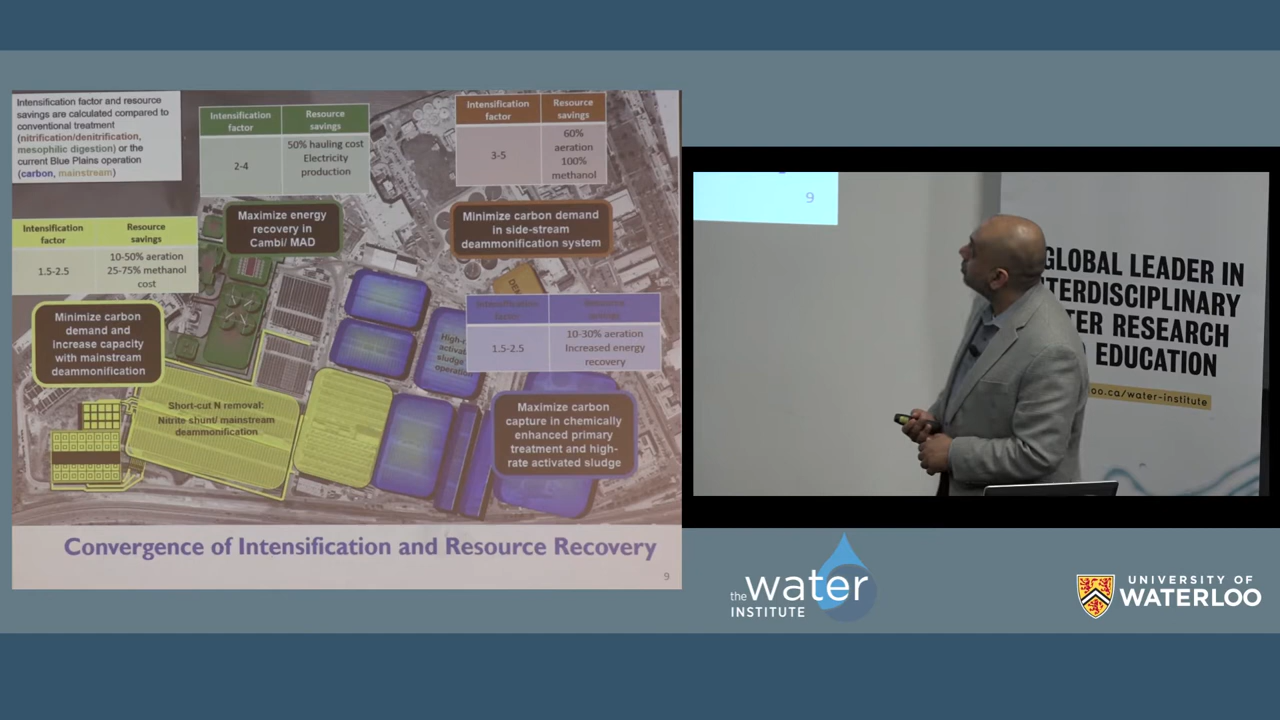 Intensification factor and resource
savings are calculated compared to
conventional treatment
(nitrification/denitrification,
mesophilic digestion) or the
current Blue Plains operation
(carbon, mainstream)
Intensification factor
Resource savings
2-4
50% hauling cost
Electricity
production
Intensification factor
Resource savings
3-5
60%
aeration
100%
methanol
Maximize energy
recovery in
Cambi/ MAD
Minimize carbon demand
in side-stream
deammonification system
Intensification factor
Resource savings
1.5-2.5
10-50% aeration
25-75% methanol
cost
Minimize carbon
demand and
increase capacity
with mainstream
deammonification
Intensification factor
Resource savings
1.5-2.5
10-30% aeration
Increased energy
recovery
sludge
operation
Short-cut N removal:
Nitrite shunt/ mainstream
deammonification
Maximize carbon
capture in chemically
enhanced primary
treatment and high-
rate activated sludge
Convergence of Intensification and Resource Recovery
9
9
GLOBAL LEADER IN
RESEARCH
EDUCATION
/water-institute
the water
INSTITUTE
UNIVERSITY OF
WATERLOO